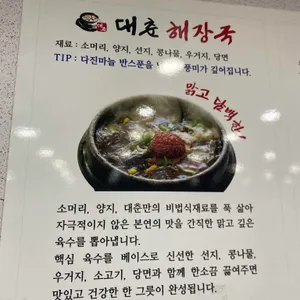 대춘 해장국
재료 : 소머리, 양지, 선지, 콩나물, 우거지, 당면
TIP : 다진마늘 반스푼을 풍미가 깊어집니다.
맑고 담백한!
소머리, 양지, 대춘만의 비법식재료를 푹 삶아
자극적이지 않은 본연의 맛을 간직한 맑고 깊은
육수를 뽑아냅니다.
핵심 육수를 베이스로 신선한 선지, 콩나물,
우거지, 소고기, 당면과 함께 한소끔 끓여주면
맛있고 건강한 한 그릇이 완성됩니다.